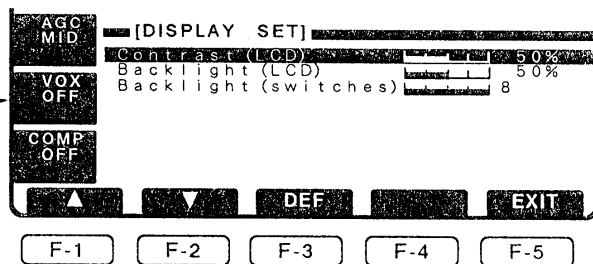 AGC
MID
[DISPLAY SET]
Contrast (LCD) 50%
Backlight (LCD) 50%
Backlight (switches) 8
VOX
OFF
COMP
OFF
▲ ▼ DEF EXIT
F-1 F-2 F-3 F-4 F-5